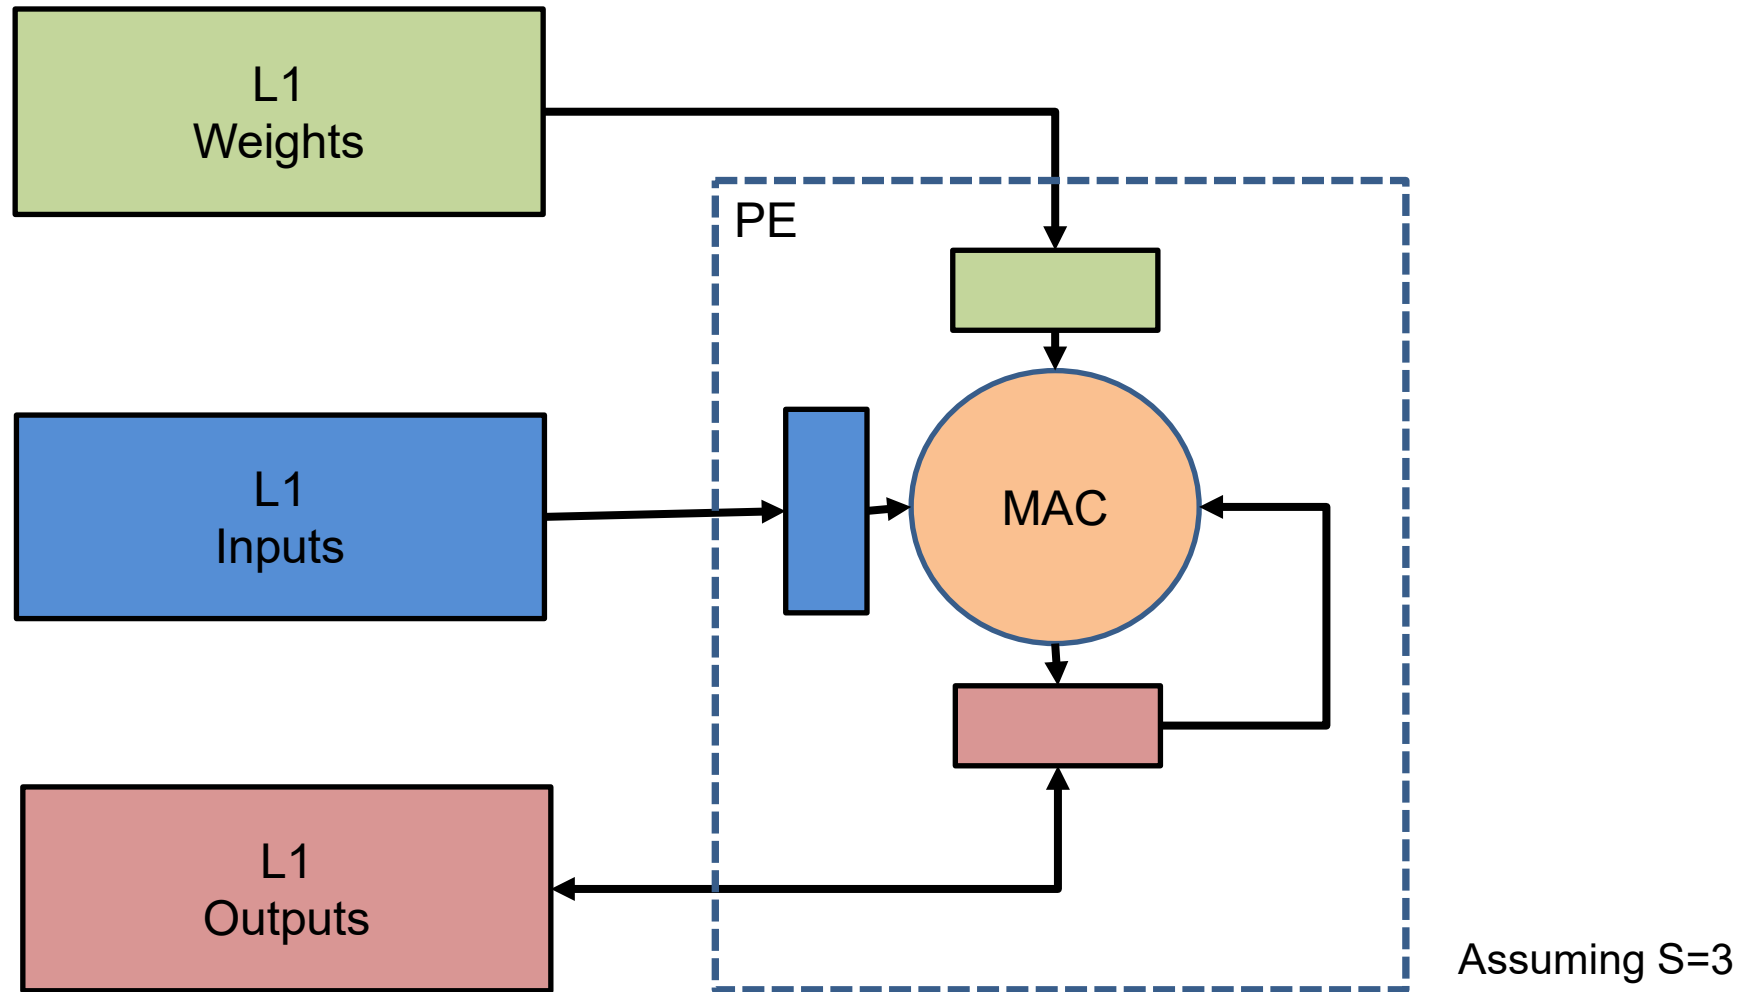 L1
Weights
PE
L1
Inputs
MAC
L1
Outputs
Assuming S=3